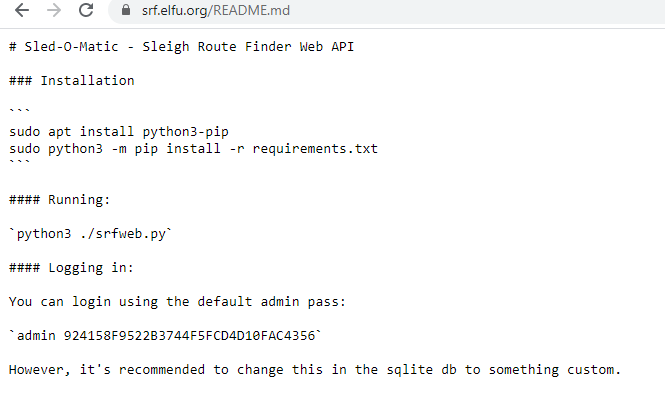 srf.elfu.org/README.md
# Sled-O-Matic - Sleigh Route Finder Web API
### Installation
```
sudo apt install python3-pip
sudo python3 -m pip install -r requirements.txt
```
#### Running:
`python3 ./srfweb.py`
#### Logging in:
You can login using the default admin pass:
`admin 924158F9522B3744F5FCD4D10FAC4356`
However, it's recommended to change this in the sqlite db to something custom.